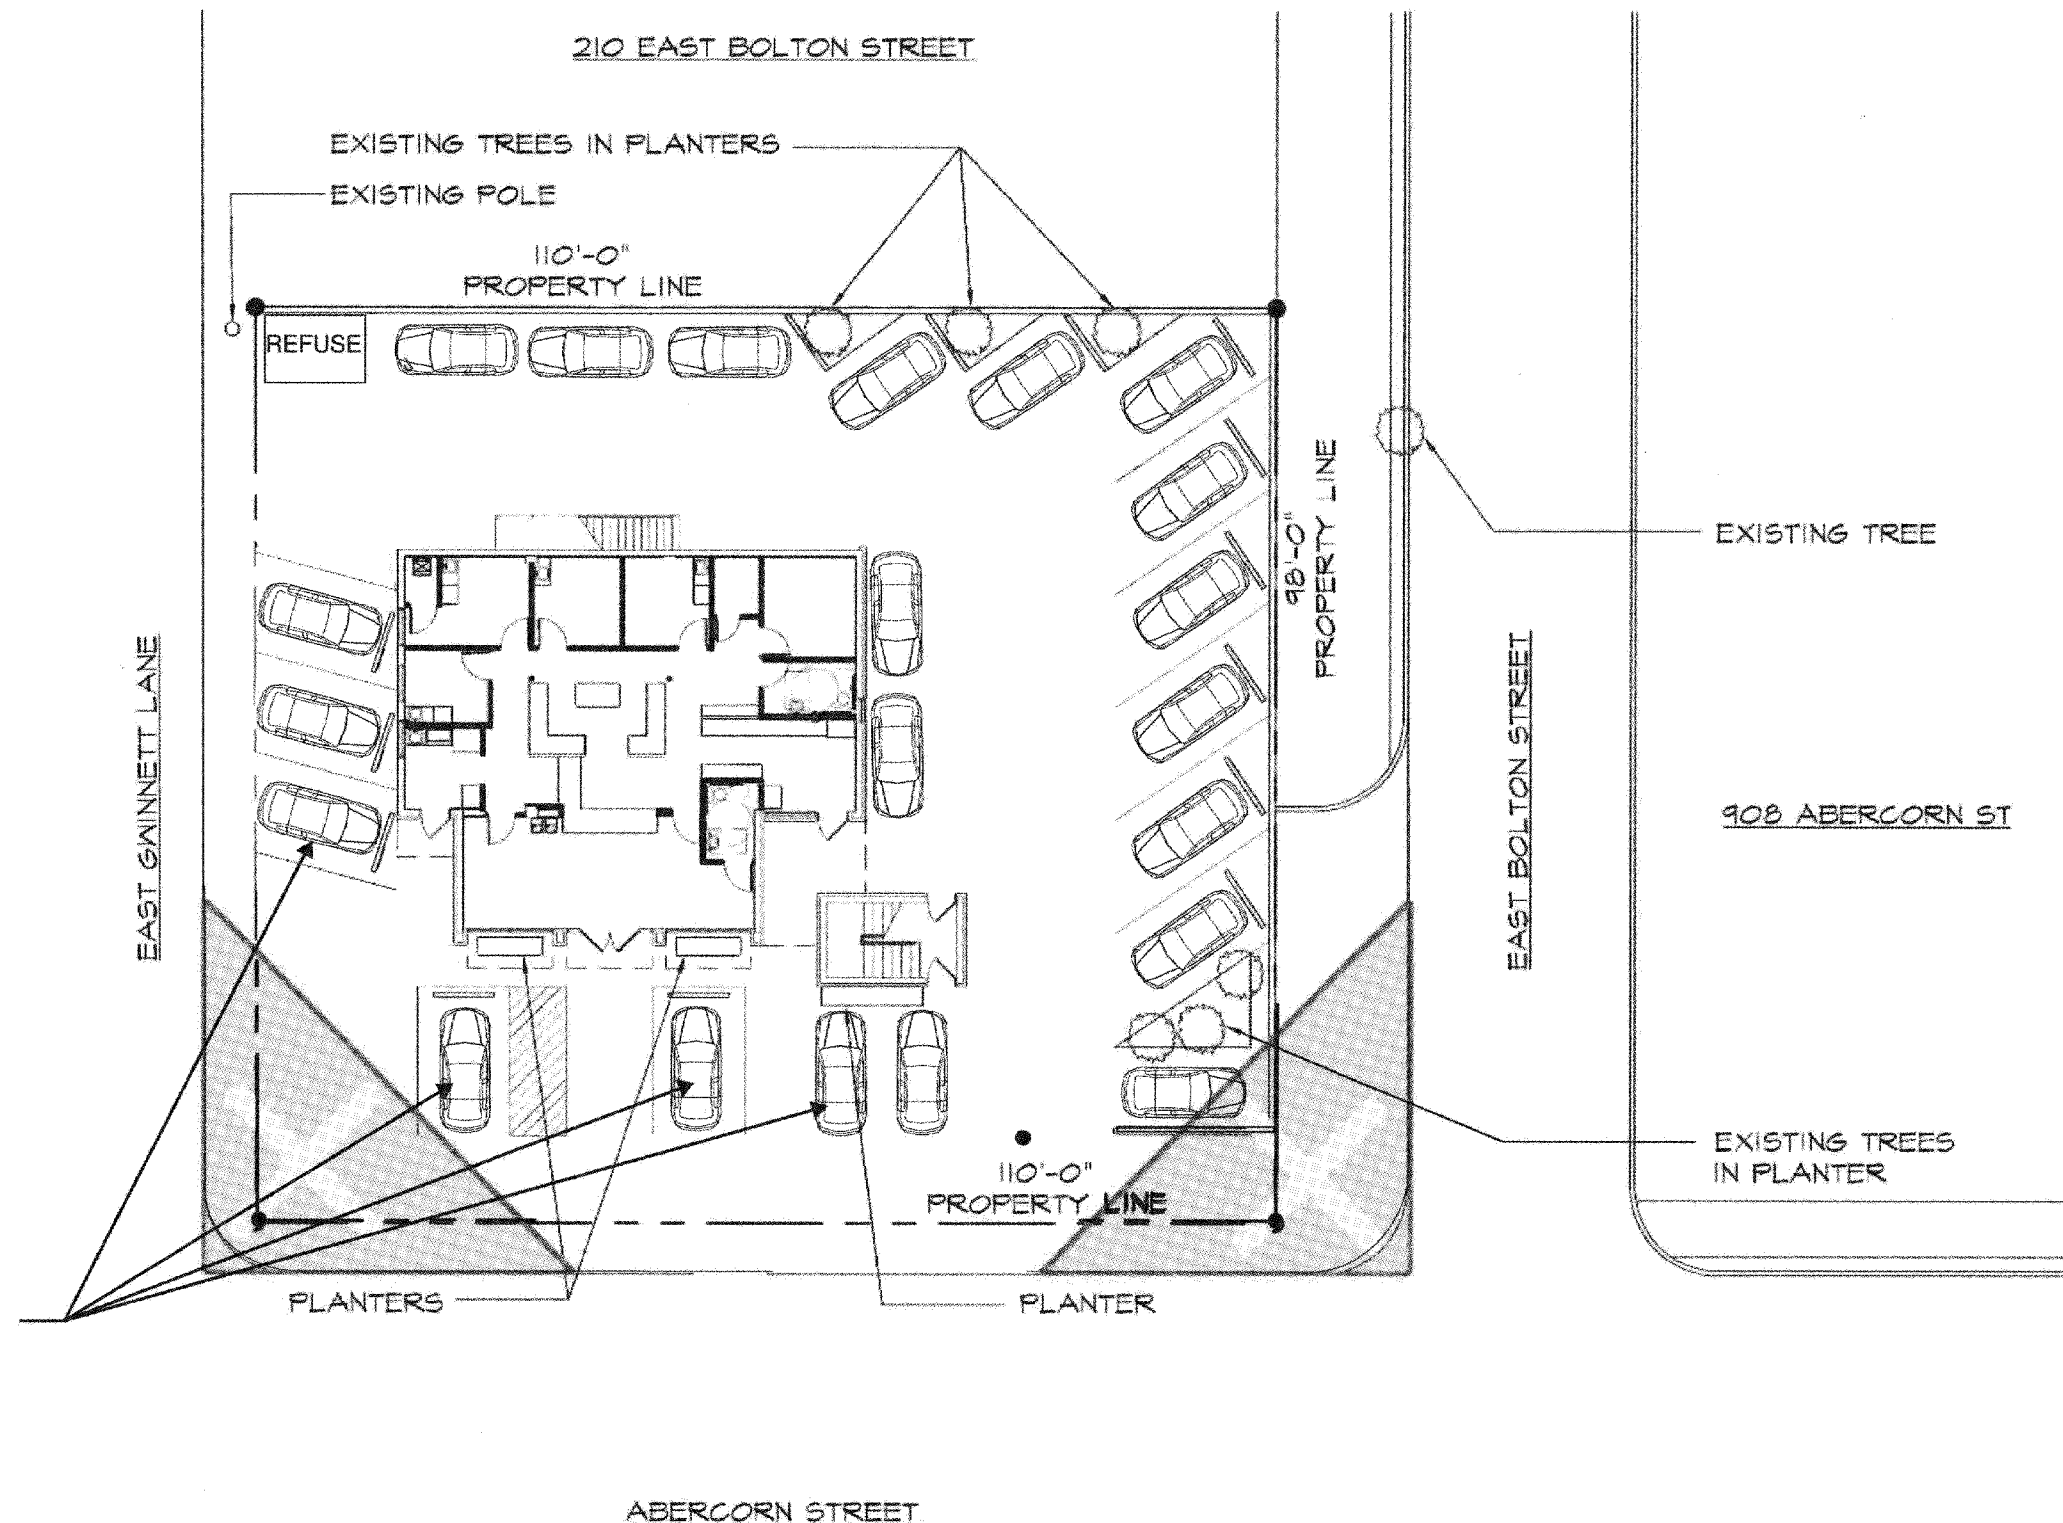 210 EAST BOLTON STREET
EXISTING TREES IN PLANTERS
EXISTING POLE
110'-0"
PROPERTY LINE
REFUSE
98'-0"
PROPERTY LINE
EXISTING TREE
EAST GWINNETT LANE
EAST BOLTON STREET
908 ABERCORN ST
EXISTING TREES
IN PLANTER
110'-0"
PROPERTY LINE
PLANTERS
PLANTER
ABERCORN STREET